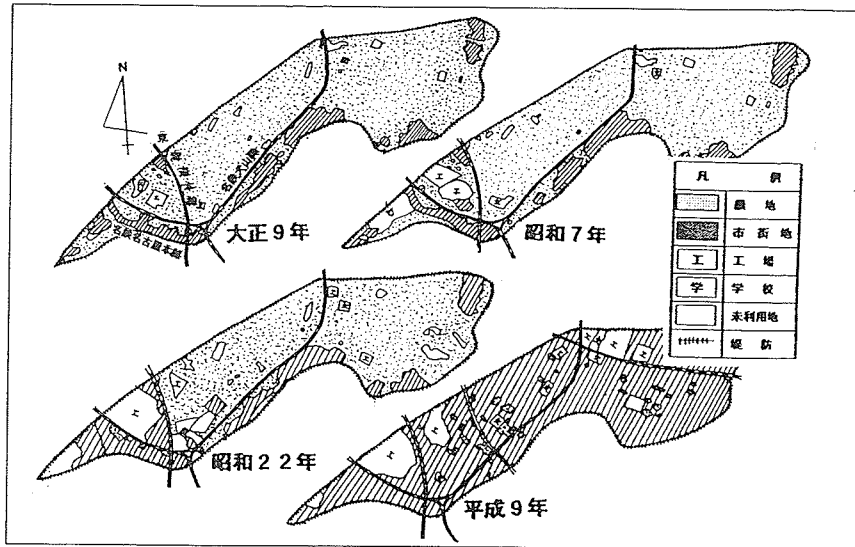 N
大正9年
昭和7年
昭和22年
平成9年
凡 例
農 地
市 街 地
工 工 場
学 学 校
未利用地
堤 防
名鉄名古屋本線
名鉄犬山線